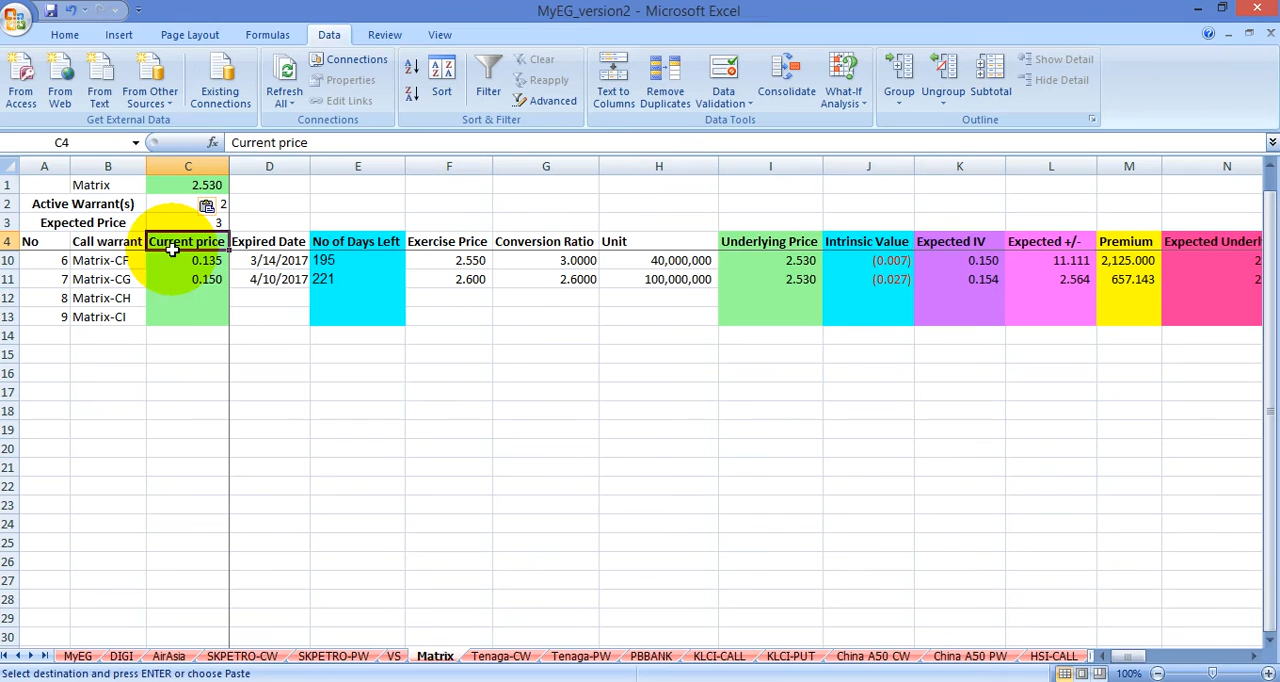 MyEG_version2 - Microsoft Excel
Home Insert Page Layout Formulas Data Review View
From Access From Web From Text From Other Sources Existing Connections
Get External Data
Refresh All Connections Properties Edit Links
Connections
Sort Filter Clear Reapply Advanced
Sort & Filter
Text to Columns Remove Duplicates Data Validation Consolidate What-If Analysis
Data Tools
Group Ungroup Subtotal Show Detail Hide Detail
Outline
C4 fx Current price
A B C D E F G H I J K L M N
1 Matrix 2.530
2 Active Warrant(s) 2
3 Expected Price 3
4 No Call warrant Current price Expired Date No of Days Left Exercise Price Conversion Ratio Unit Underlying Price Intrinsic Value Expected IV Expected +/- Premium Expected Underl
10 6 Matrix-CF 0.135 3/14/2017 195 2.550 3.0000 40,000,000 2.530 (0.007) 0.150 11.111 2,125.000 2
11 7 Matrix-CG 0.150 4/10/2017 221 2.600 2.6000 100,000,000 2.530 (0.027) 0.154 2.564 657.143 2
12 8 Matrix-CH
13 9 Matrix-CI
14
15
16
17
18
19
20
21
22
23
24
25
26
27
28
29
30
MyEG DIGI AirAsia SKPETRO-CW SKPETRO-PW VS Matrix Tenaga-CW Tenaga-PW PBBANK KLCI-CALL KLCI-PUT China A50 CW China A50 PW HSI-CALL
Select destination and press ENTER or choose Paste 100%